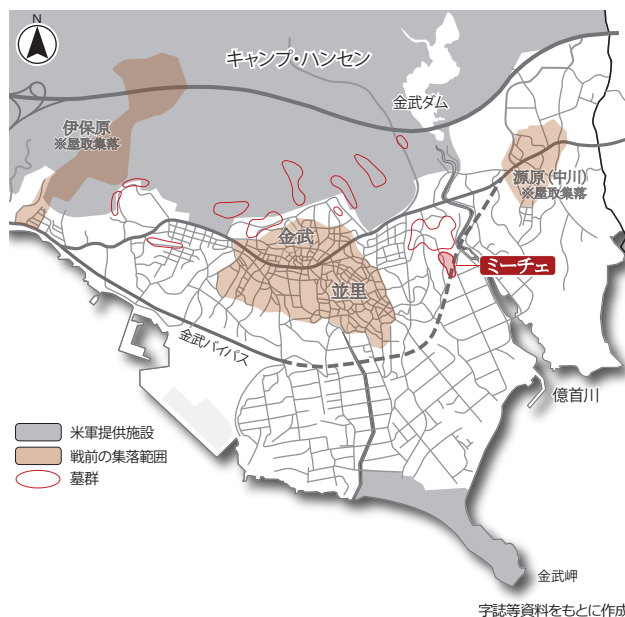 N
キャンプ・ハンセン
金武ダム
伊保原
※屋取集落
源原(中川)
※屋取集落
金武
並里
ミーチェ
金武バイパス
億首川
米軍提供施設
戦前の集落範囲
墓群
金武岬
字誌等資料をもとに作成